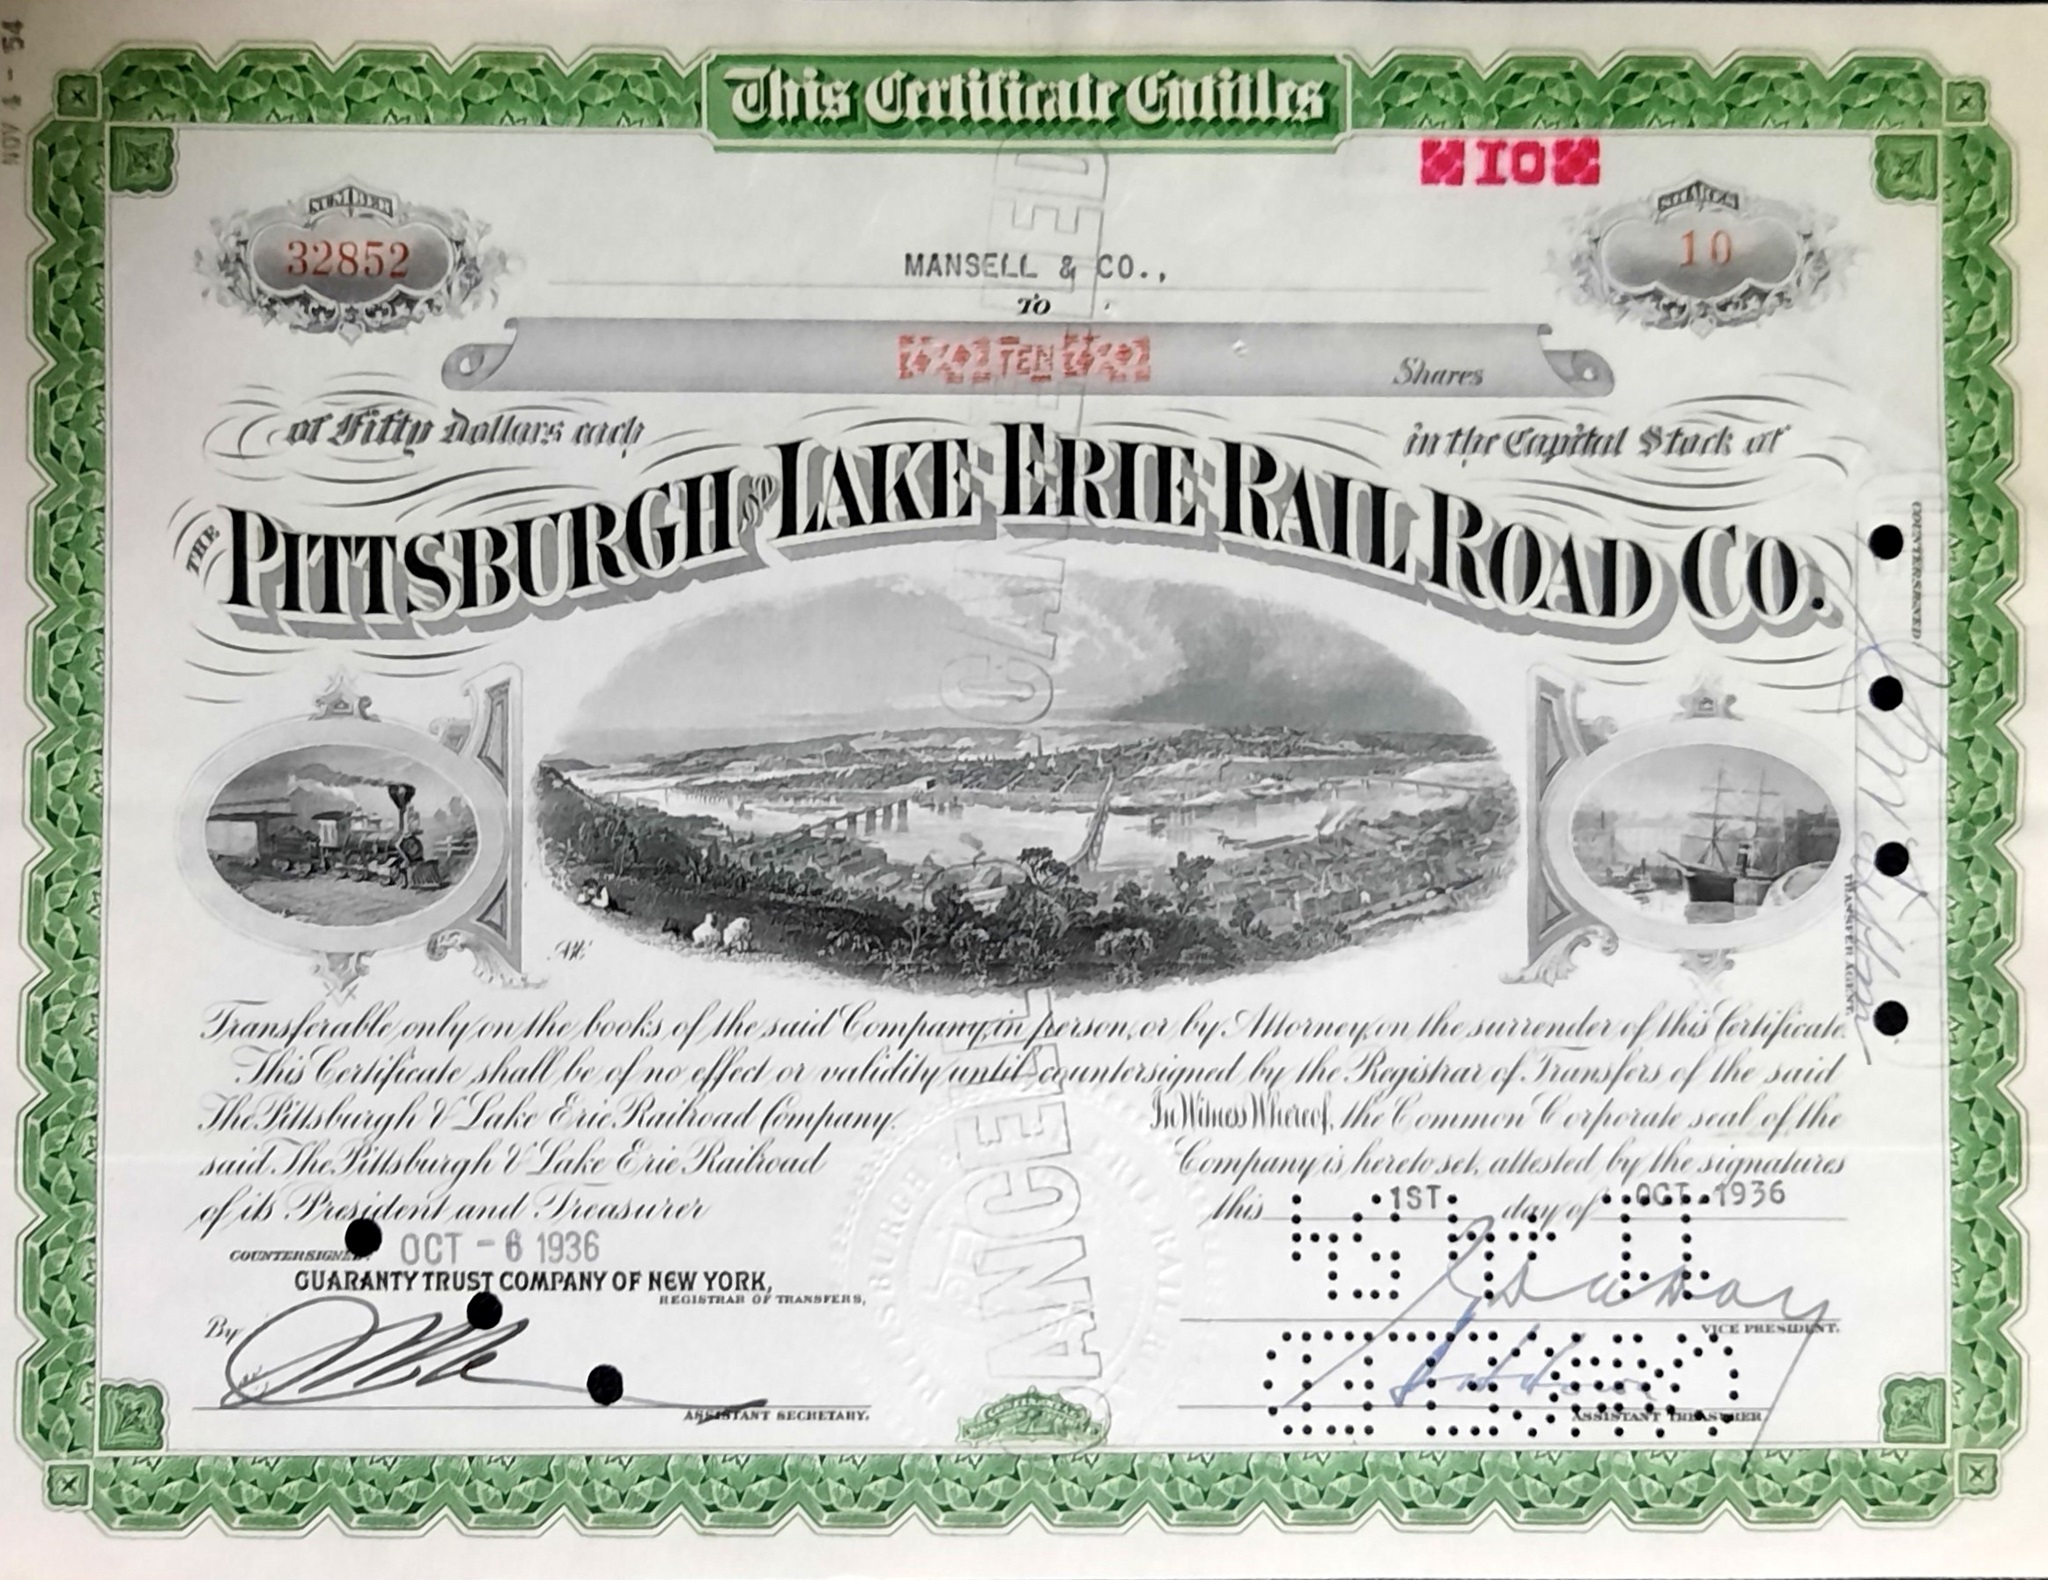 NOV 4 - 54
This Certificate Entitles
10
NUMBER
32852
SHARES
10
MANSELL & CO.,
TO
TEN
Shares
of Fifty Dollars each
in the Capital Stock of
THE PITTSBURGH AND LAKE ERIE RAIL ROAD CO.
COUNTERSIGNED
TRANSFER AGENT.
CANCELLED
Transferable only on the books of the said Company, in person, or by Attorney, on the surrender of this Certificate.
This Certificate shall be of no effect or validity until countersigned by the Registrar of Transfers of the said
The Pittsburgh & Lake Erie Railroad Company.
In Witness Whereof, the Common Corporate seal of the
said The Pittsburgh & Lake Erie Railroad
Company is hereto set, attested by the signatures
of its President and Treasurer
this 1ST day of OCT. 1936
COUNTERSIGNED. OCT - 6 1936
GUARANTY TRUST COMPANY OF NEW YORK,
REGISTRAR OF TRANSFERS,
By
VICE PRESIDENT.
ASSISTANT SECRETARY.
ASSISTANT TREASURER
CANCELLED